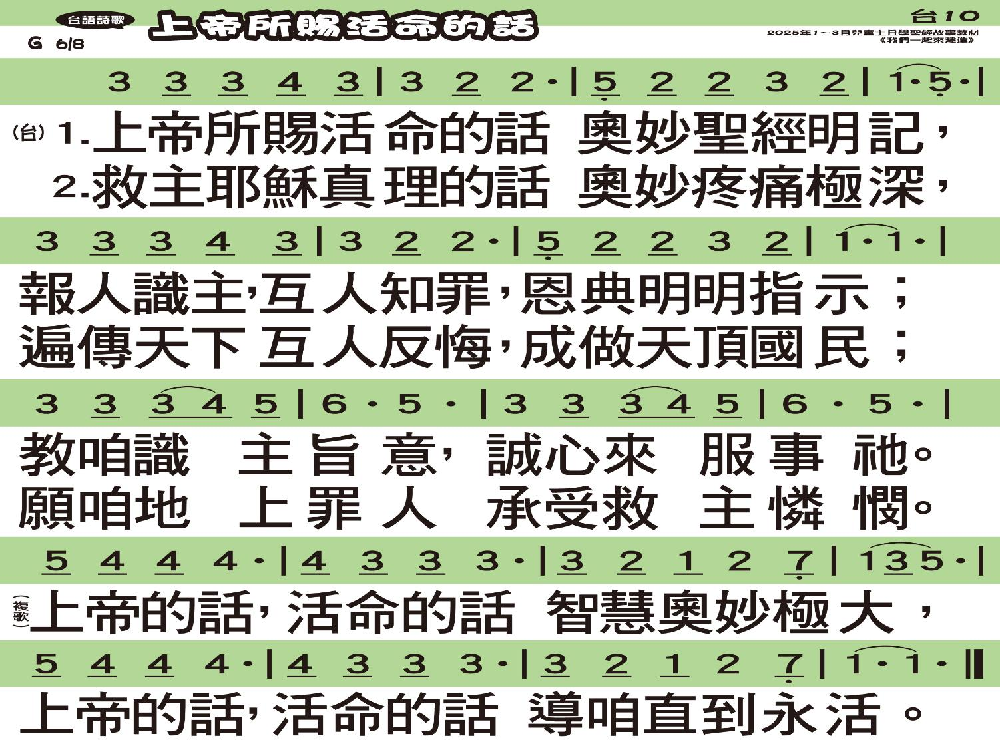 台語詩歌 上帝所賜活命的話 台10
G 6/8 2025年1~3月兒童主日學聖經故事教材
《我們一起來建造》
3 3 3 4 3 | 3 2 2・| 5 2 2 3 2 | 1・5・|
(台) 1.上帝所賜活命的話 奧妙聖經明記，
2.救主耶穌真理的話 奧妙疼痛極深，
3 3 3 4 3 | 3 2 2・| 5 2 2 3 2 | 1・1・|
報人識主，互人知罪，恩典明明指示；
遍傳天下互人反悔，成做天頂國民；
3 3 3 4 5 | 6・5・| 3 3 3 4 5 | 6・5・|
教咱識主旨意，誠心來服事祂。
願咱地上罪人承受救主憐憫。
5 4 4 4・| 4 3 3 3・| 3 2 1 2 7 | 1 3 5・|
(複歌) 上帝的話，活命的話 智慧奧妙極大，
5 4 4 4・| 4 3 3 3・| 3 2 1 2 7 | 1・1・‖
上帝的話，活命的話 導咱直到永活。